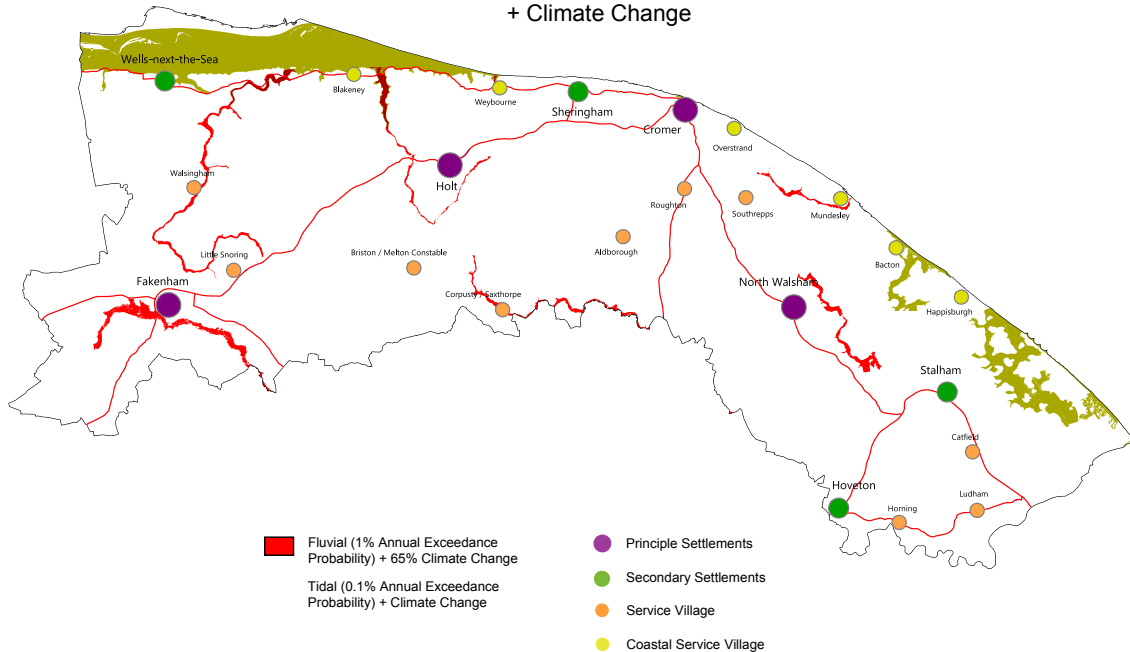 + Climate Change
Wells-next-the-Sea
Blakeney
Weybourne
Sheringham
Cromer
Overstrand
Walsingham
Holt
Roughton
Southrepps
Mundesley
Little Snoring
Briston / Melton Constable
Aldborough
Bacton
Fakenham
Corpusty / Saxthorpe
North Walsham
Happisburgh
Stalham
Catfield
Hoveton
Horning
Ludham
Fluvial (1% Annual Exceedance
Probability) + 65% Climate Change
Tidal (0.1% Annual Exceedance
Probability) + Climate Change
Principle Settlements
Secondary Settlements
Service Village
Coastal Service Village